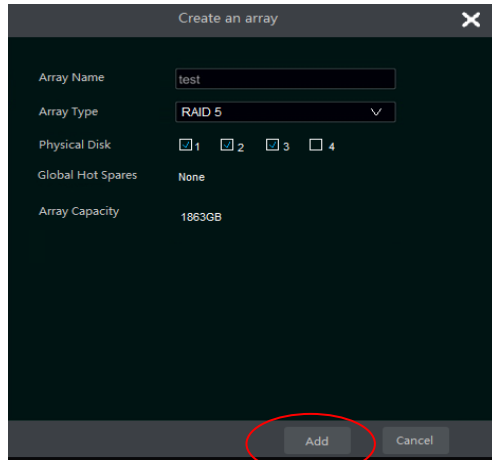 Create an array
Array Name test
Array Type RAID 5
Physical Disk 1 2 3 4
Global Hot Spares None
Array Capacity 1863GB
Add Cancel